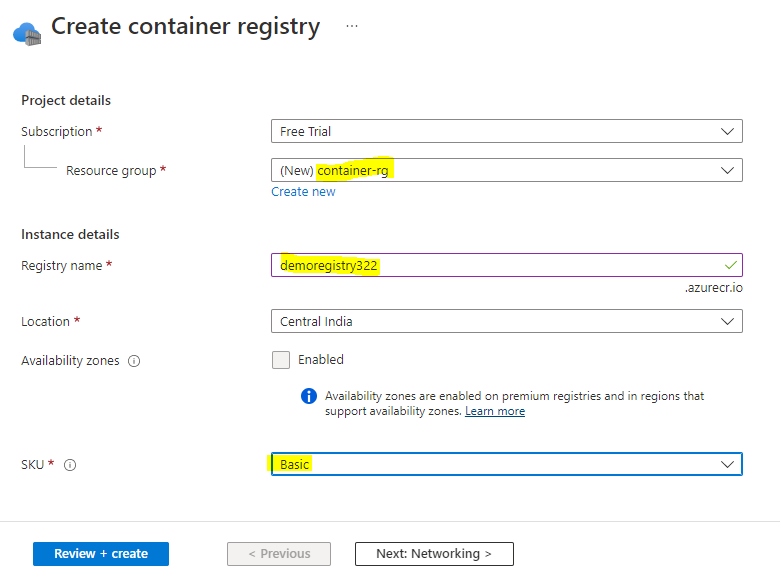 Create container registry ...
Project details
Subscription *
Free Trial
Resource group *
(New) container-rg
Create new
Instance details
Registry name *
demoregistry322
.azurecr.io
Location *
Central India
Availability zones
Enabled
Availability zones are enabled on premium registries and in regions that
support availability zones. Learn more
SKU *
Basic
Review + create
< Previous
Next: Networking >